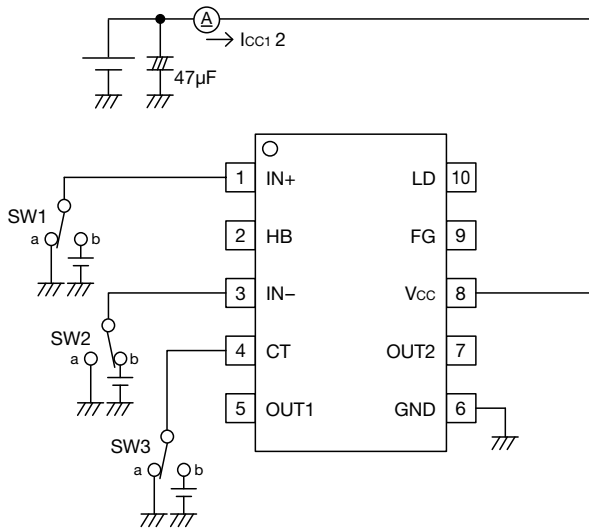 A
ICC1 2
47μF
1 IN+ LD 10
SW1
a b
2 HB FG 9
3 IN− VCC 8
SW2
a b
4 CT OUT2 7
5 OUT1 GND 6
SW3
a b